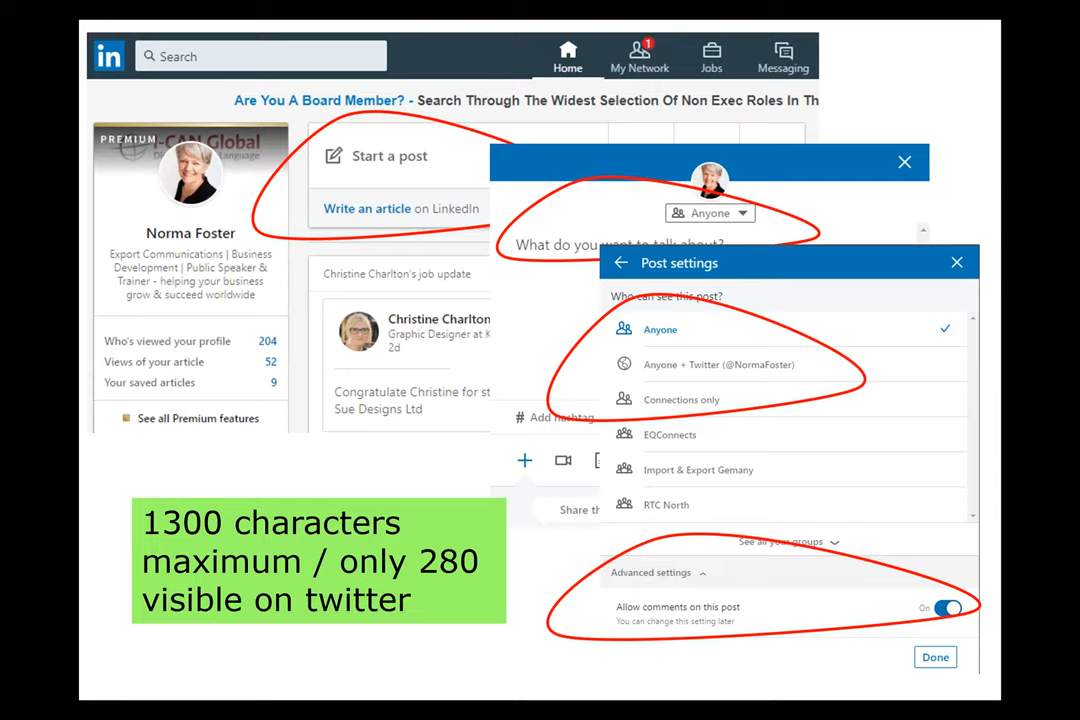 in
Search
Home
1
My Network
Jobs
Messaging
Are You A Board Member? - Search Through The Widest Selection Of Non Exec Roles In Th
PREMIUM
I-CAN Global
Language
Norma Foster
Export Communications | Business
Development | Public Speaker &
Trainer - helping your business
grow & succeed worldwide
Who's viewed your profile 204
Views of your article 52
Your saved articles 9
See all Premium features
Start a post
Write an article on LinkedIn
Christine Charlton's job update
Christine Charlton
Graphic Designer at K
2d
Congratulate Christine for st
Sue Designs Ltd
Anyone
What do you want to talk about?
# Add hashtag
Share th
Post settings
Who can see this post?
Anyone
Anyone + Twitter (@NormaFoster)
Connections only
EQConnects
Import & Export Gemany
RTC North
See all your groups
Advanced settings
Allow comments on this post
On
You can change this setting later
Done
1300 characters
maximum / only 280
visible on twitter